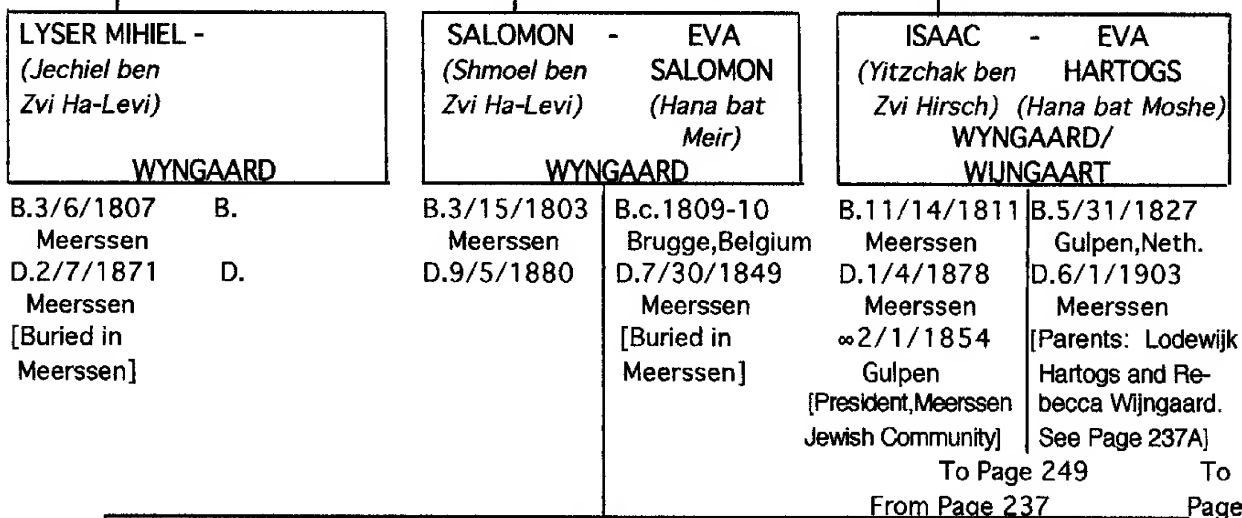 LYSER MIHIEL -
(Jechiel ben
Zvi Ha-Levi)
WYNGAARD
B.3/6/1807 B.
Meerssen
D.2/7/1871 D.
Meerssen
[Buried in
Meerssen]
SALOMON - EVA
(Shmoel ben SALOMON
Zvi Ha-Levi) (Hana bat
Meir)
WYNGAARD
B.3/15/1803 B.c.1809-10
Meerssen Brugge,Belgium
D.9/5/1880 D.7/30/1849
Meerssen
[Buried in
Meerssen]
ISAAC - EVA
(Yitzchak ben HARTOGS
Zvi Hirsch) (Hana bat Moshe)
WYNGAARD/
WIJNGAART
B.11/14/1811 B.5/31/1827
Meerssen Gulpen,Neth.
D.1/4/1878 D.6/1/1903
Meerssen Meerssen
∞2/1/1854 [Parents: Lodewijk
Gulpen Hartogs and Re-
[President,Meerssen becca Wijngaard.
Jewish Community] See Page 237A]
To Page 249 To
From Page 237 Page